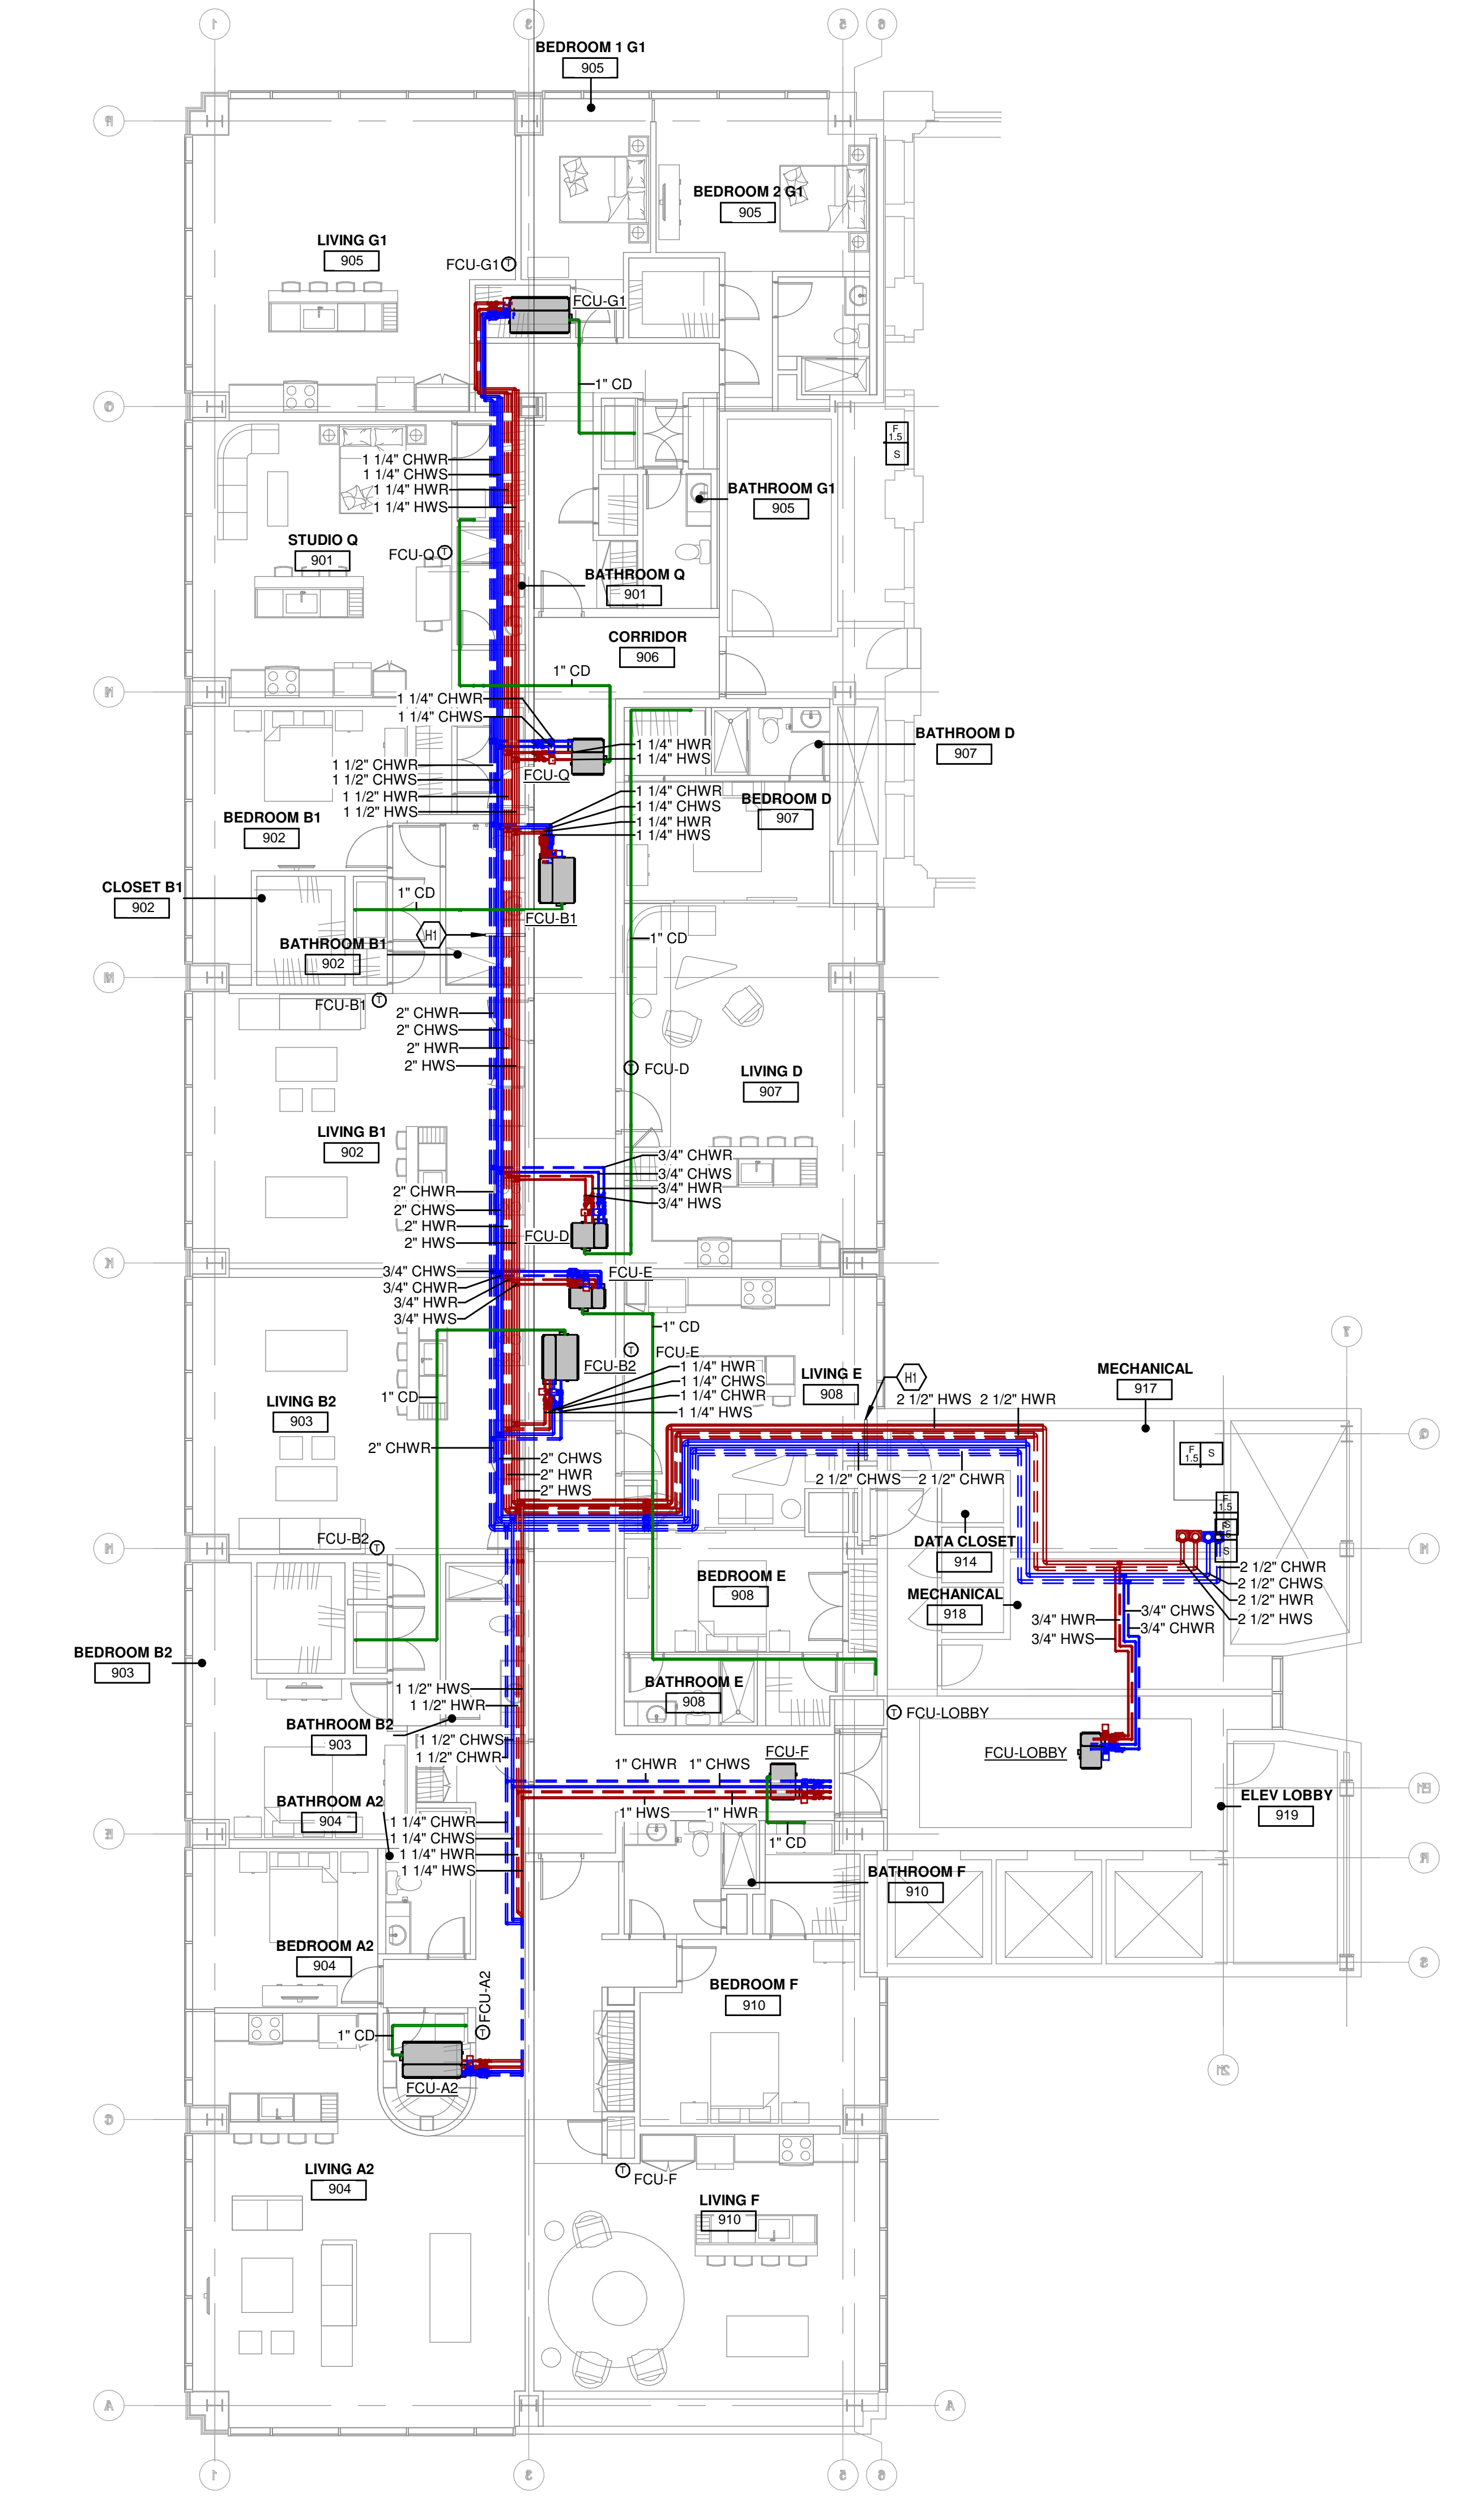 1
3
5
6
BEDROOM 1 G1
905
P
BEDROOM 2 G1
905
LIVING G1
905
FCU-G1 T
FCU-G1
1" CD
O
F
1.5
S
1 1/4" CHWR
1 1/4" CHWS
1 1/4" HWR
1 1/4" HWS
BATHROOM G1
905
STUDIO Q
901
FCU-Q T
BATHROOM Q
901
CORRIDOR
906
1" CD
N
1 1/4" CHWR
1 1/4" CHWS
BATHROOM D
907
1 1/4" HWR
1 1/4" HWS
FCU-Q
1 1/2" CHWR
1 1/2" CHWS
1 1/2" HWR
1 1/2" HWS
1 1/4" CHWR
1 1/4" CHWS
1 1/4" HWR
1 1/4" HWS
BEDROOM D
907
BEDROOM B1
902
CLOSET B1
902
1" CD
FCU-B1
H1
BATHROOM B1
902
1" CD
M
FCU-B1 T
2" CHWR
2" CHWS
2" HWR
2" HWS
T FCU-D
LIVING D
907
LIVING B1
902
3/4" CHWR
3/4" CHWS
3/4" HWR
3/4" HWS
2" CHWR
2" CHWS
2" HWR
2" HWS
FCU-D
K
3/4" CHWS
3/4" CHWR
3/4" HWR
3/4" HWS
FCU-E
1" CD
7
T FCU-E
FCU-B2
1 1/4" HWR
1 1/4" CHWS
1 1/4" CHWR
1 1/4" HWS
LIVING E
908
H1
MECHANICAL
917
1" CD
LIVING B2
903
2 1/2" HWS 2 1/2" HWR
2" CHWR
Q
F
1.5
S
2" CHWS
2" HWR
2" HWS
2 1/2" CHWS 2 1/2" CHWR
F
1.5
S
S
FCU-B2 T
H
DATA CLOSET
914
BEDROOM E
908
MECHANICAL
918
2 1/2" CHWR
2 1/2" CHWS
2 1/2" HWR
2 1/2" HWS
3/4" HWR
3/4" HWS
3/4" CHWS
3/4" CHWR
BEDROOM B2
903
BATHROOM E
908
1 1/2" HWS
1 1/2" HWR
BATHROOM B2
903
1 1/2" CHWS
1 1/2" CHWR
T FCU-LOBBY
FCU-LOBBY
FCU-F
1" CHWR 1" CHWS
1" HWS 1" HWR
1" CD
ELEV LOBBY
919
BATHROOM A2
904
1 1/4" CHWR
1 1/4" CHWS
1 1/4" HWR
1 1/4" HWS
E
R
BATHROOM F
910
BEDROOM A2
904
S
BEDROOM F
910
FCU-A2
T
1" CD
FCU-A2
C
T FCU-F
LIVING A2
904
LIVING F
910
A
A
1
3
5
6